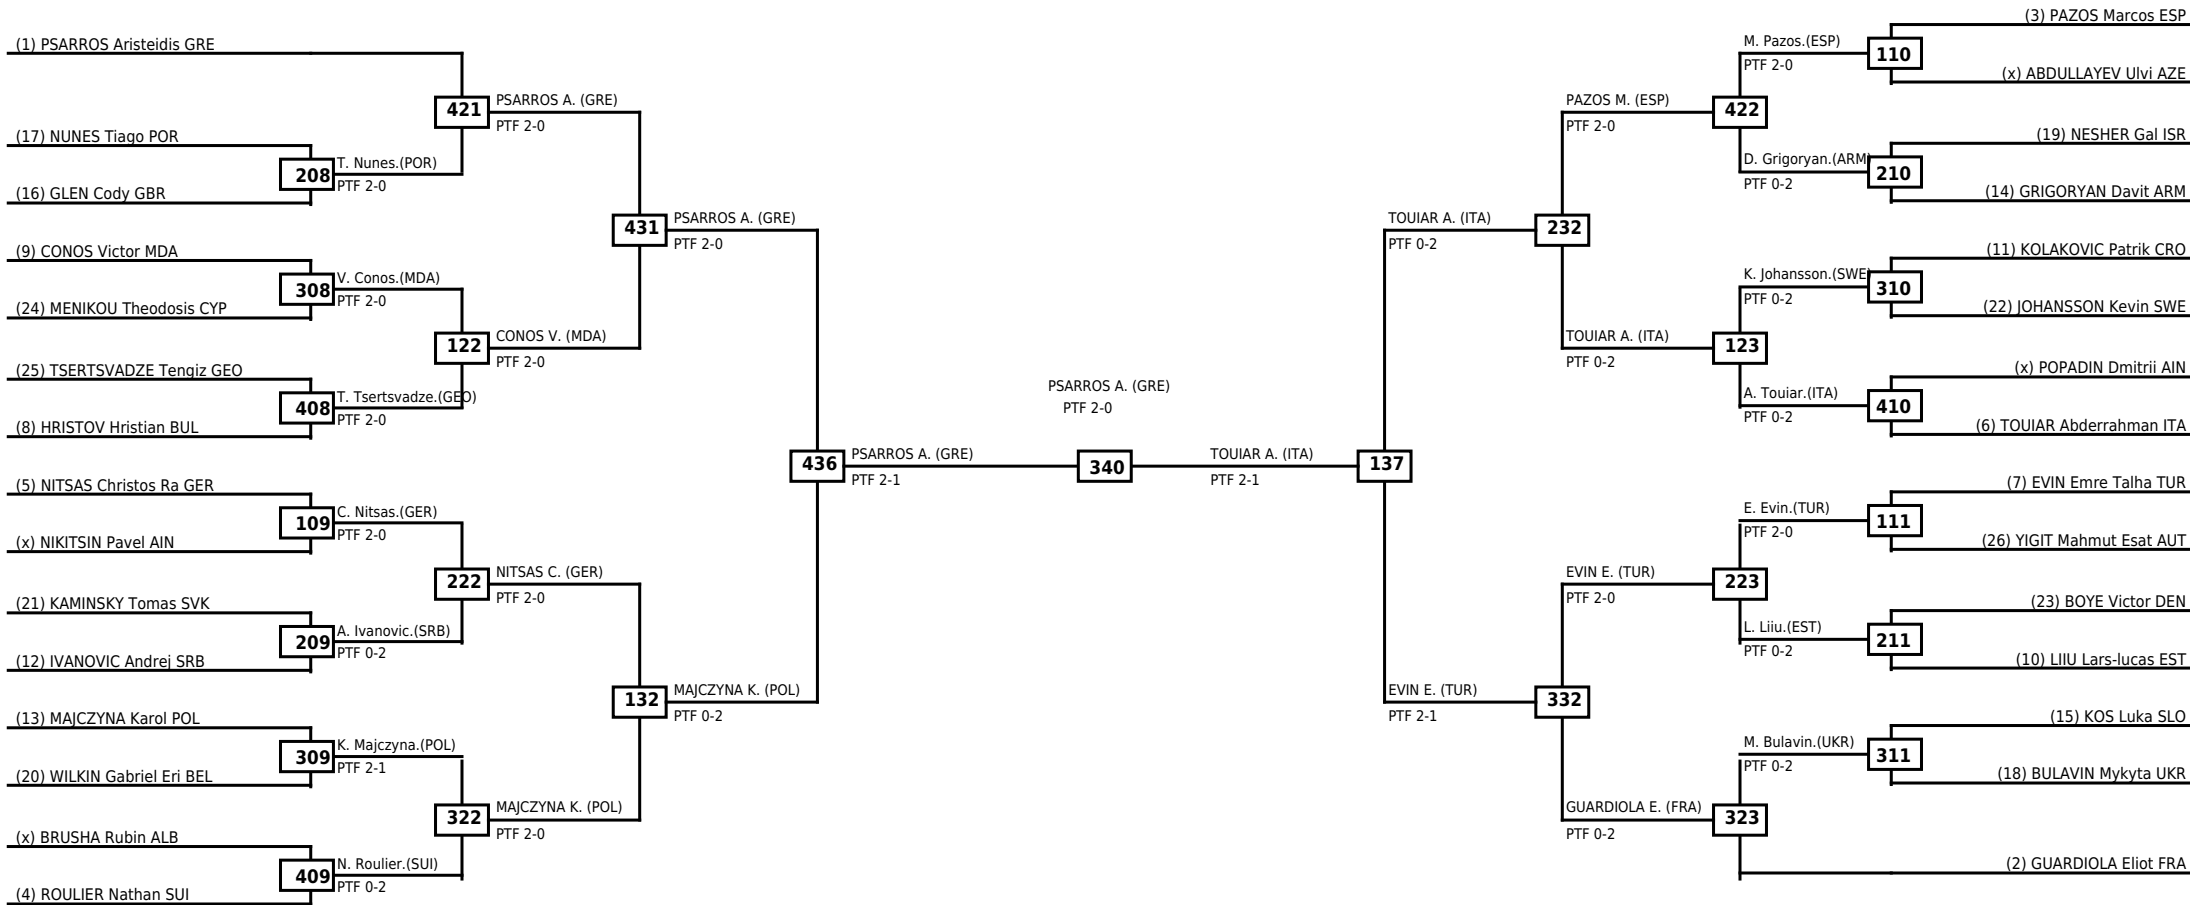 (1) PSARROS Aristeidis GRE
(17) NUNES Tiago POR
(16) GLEN Cody GBR
(9) CONOS Victor MDA
(24) MENIKOU Theodosis CYP
(25) TSERTSVADZE Tengiz GEO
(8) HRISTOV Hristian BUL
(5) NITSAS Christos Ra GER
(x) NIKITSIN Pavel AIN
(21) KAMINSKY Tomas SVK
(12) IVANOVIC Andrej SRB
(13) MAJCZYNA Karol POL
(20) WILKIN Gabriel Eri BEL
(x) BRUSHA Rubin ALB
(4) ROULIER Nathan SUI
208
T. Nunes.(POR)
PTF 2-0
308
V. Conos.(MDA)
PTF 2-0
408
T. Tsertsvadze.(GEO)
PTF 2-0
109
C. Nitsas.(GER)
PTF 2-0
209
A. Ivanovic.(SRB)
PTF 0-2
309
K. Majczyna.(POL)
PTF 2-1
409
N. Roulier.(SUI)
PTF 0-2
421
PSARROS A. (GRE)
PTF 2-0
122
CONOS V. (MDA)
PTF 2-0
222
NITSAS C. (GER)
PTF 2-0
322
MAJCZYNA K. (POL)
PTF 2-0
431
PSARROS A. (GRE)
PTF 2-0
132
MAJCZYNA K. (POL)
PTF 0-2
436
PSARROS A. (GRE)
PTF 2-1
PSARROS A. (GRE)
PTF 2-0
340
TOUIAR A. (ITA)
PTF 2-1
137
TOUIAR A. (ITA)
PTF 0-2
232
EVIN E. (TUR)
PTF 2-1
332
PAZOS M. (ESP)
PTF 2-0
422
TOUIAR A. (ITA)
PTF 0-2
123
EVIN E. (TUR)
PTF 2-0
223
GUARDIOLA E. (FRA)
PTF 0-2
323
M. Pazos.(ESP)
PTF 2-0
110
D. Grigoryan.(ARM)
PTF 0-2
210
K. Johansson.(SWE)
PTF 0-2
310
A. Touiar.(ITA)
PTF 0-2
410
E. Evin.(TUR)
PTF 2-0
111
L. Liiu.(EST)
PTF 0-2
211
M. Bulavin.(UKR)
PTF 0-2
311
(3) PAZOS Marcos ESP
(x) ABDULLAYEV Ulvi AZE
(19) NESHER Gal ISR
(14) GRIGORYAN Davit ARM
(11) KOLAKOVIC Patrik CRO
(22) JOHANSSON Kevin SWE
(x) POPADIN Dmitrii AIN
(6) TOUIAR Abderrahman ITA
(7) EVIN Emre Talha TUR
(26) YIGIT Mahmut Esat AUT
(23) BOYE Victor DEN
(10) LIIU Lars-lucas EST
(15) KOS Luka SLO
(18) BULAVIN Mykyta UKR
(2) GUARDIOLA Eliot FRA